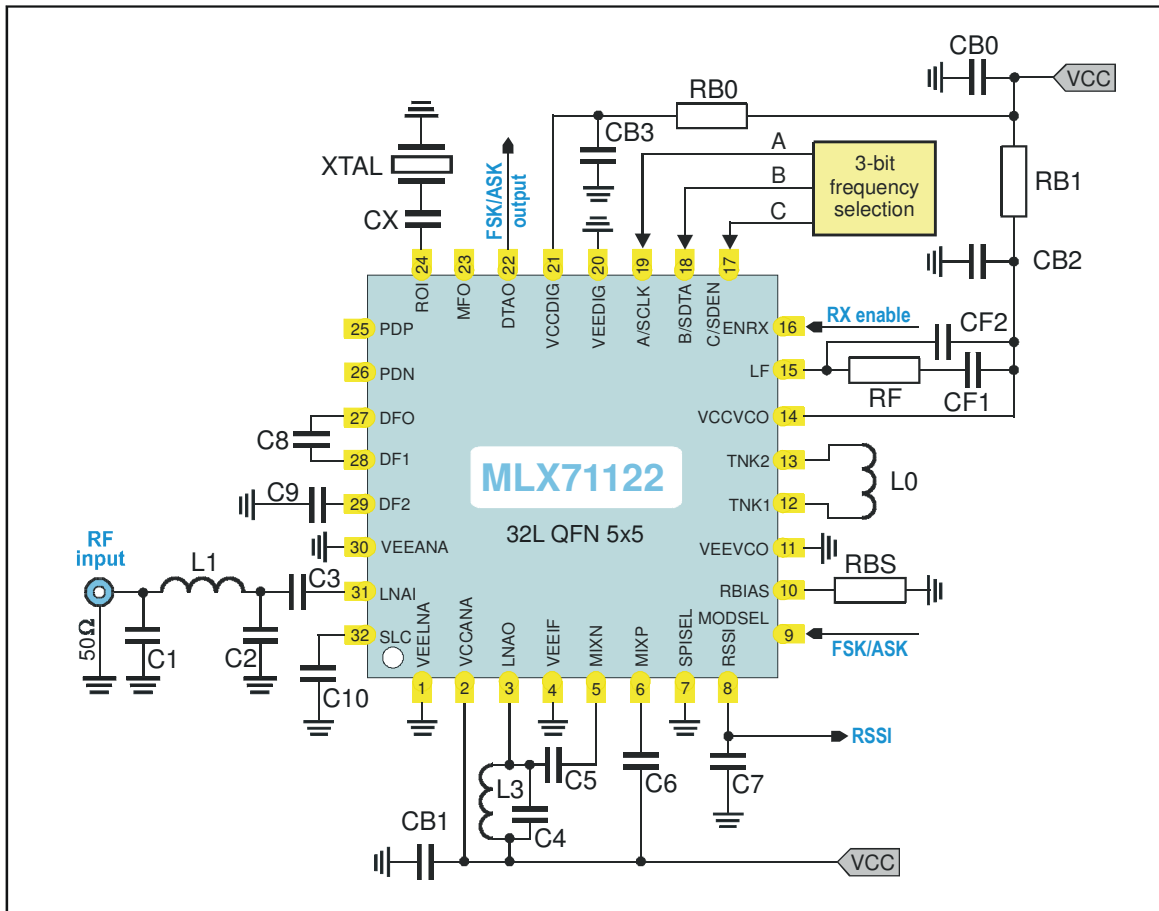 CB0
VCC
RB0
CB3
A
B
C
3-bit
frequency
selection
RB1
XTAL
CX
FSK/ASK
output
CB2
24
23
22
21
20
19
18
17
ROI
MFO
DTAO
VCCDIG
VEEDIG
A/SCLK
B/SDTA
C/SDEN
25
PDP
26
PDN
27
DFO
28
DF1
29
DF2
30
VEEANA
31
LNAI
32
SLC
C8
C9
RF
input
50Ω
L1
C3
C1
C2
C10
MLX71122
32L QFN 5x5
ENRX
16
RX enable
CF2
LF
15
RF
CF1
VCCVCO
14
TNK2
13
L0
TNK1
12
VEEVCO
11
RBS
RBIAS
10
MODSEL
9
FSK/ASK
VEELNA
VCCANA
LNAO
VEEIF
MIXN
MIXP
SPISEL
RSSI
1
2
3
4
5
6
7
8
RSSI
C5
C6
C7
L3
C4
CB1
VCC